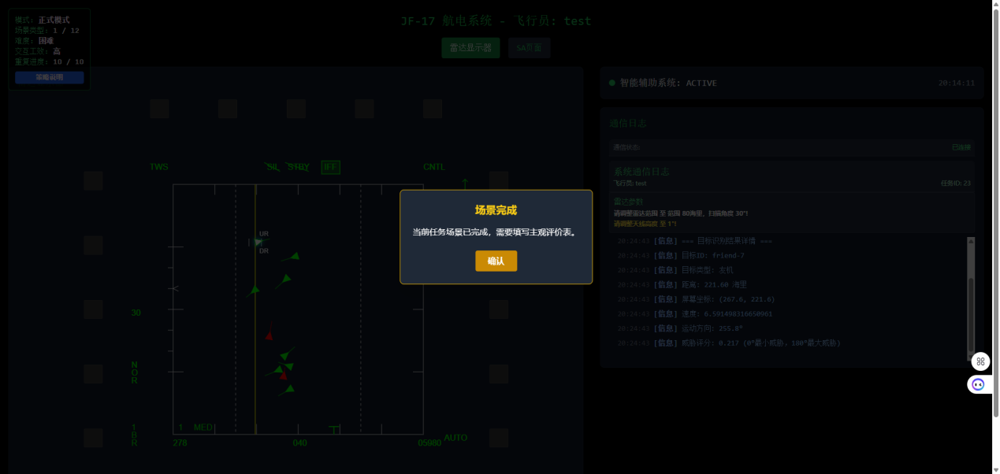 模式: 正式模式
场景类型: 1 / 12
难度: 困难
交互工效: 高
重复进度: 10 / 10
策略说明
JF-17 航电系统 - 飞行员: test
雷达显示器
SA页面
智能辅助系统: ACTIVE
20:14:11
通信日志
通信状态:
已连接
系统通信日志
飞行员: test
任务ID: 23
雷达参数
请调整雷达范围 至 范围 80海里, 扫描角度 30°!
请调整天线高度 至 1°!
20:24:43 [信息] === 目标识别结果详情 ===
20:24:43 [信息] 目标ID: friend-7
20:24:43 [信息] 目标类型: 友机
20:24:43 [信息] 距离: 221.60 海里
20:24:43 [信息] 屏幕坐标: (267.6, 221.6)
20:24:43 [信息] 速度: 6.591498316650961
20:24:43 [信息] 运动方向: 255.8°
20:24:43 [信息] 威胁评分: 0.217 (0°最小威胁, 180°最大威胁)
TWS
SIL
STBY
IFF
CNTL
UR
DR
30
NOR
1BR
1
MED
278
040
05980
AUTO
场景完成
当前任务场景已完成，需要填写主观评价表。
确认